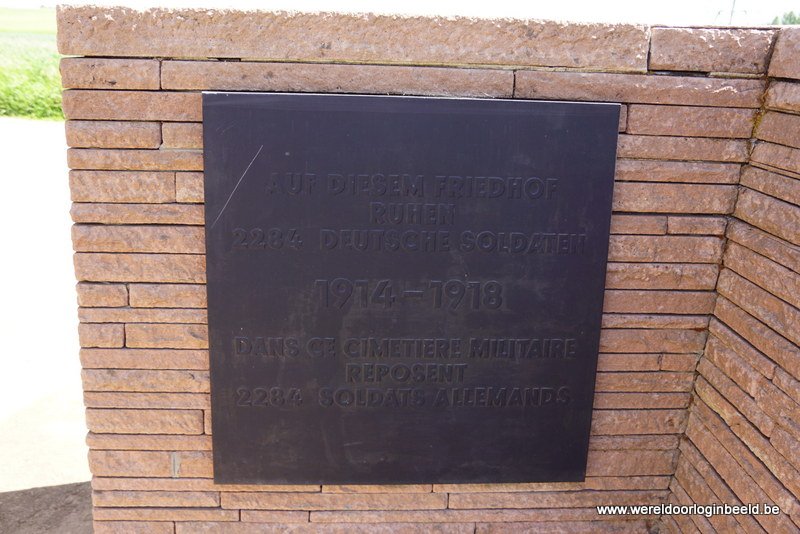 AUF DIESEM FRIEDHOF
RUHEN
2284 DEUTSCHE SOLDATEN
1914-1918
DANS CE CIMETIERE MILITAIRE
REPOSENT
2284 SOLDATS ALLEMANDS
www.wereldoorloginbeeld.be